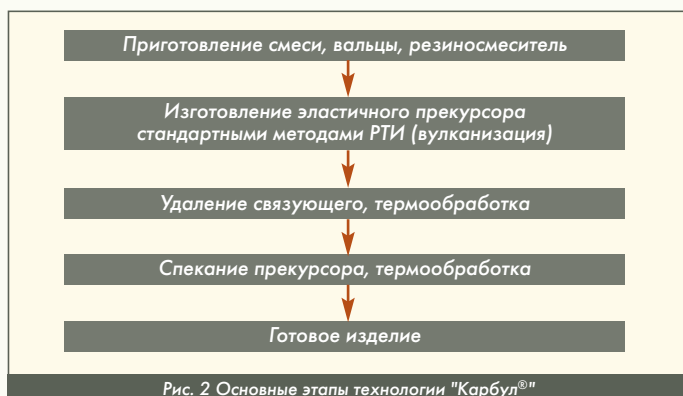 Приготовление смеси, вальцы, резиносмеситель
Изготовление эластичного прекурсора
стандартными методами РТИ (вулканизация)
Удаление связующего, термообработка
Спекание прекурсора, термообработка
Готовое изделие
Рис. 2 Основные этапы технологии "Карбул®"